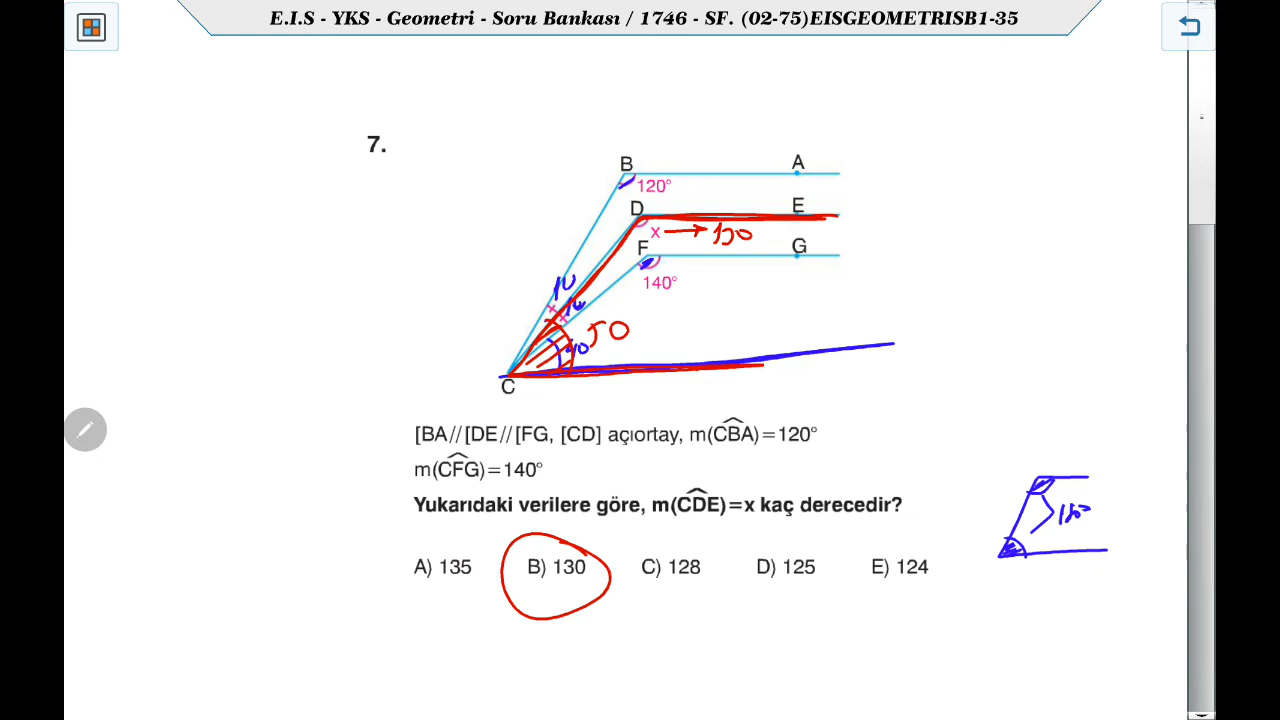 E.I.S - YKS - Geometri - Soru Bankası / 1746 - SF. (02-75)EISGEOMETRISB1-35
7.
B A
120°
D E
x → 130
F G
140°
10
10
50
40
C
[BA//[DE//[FG, [CD] açıortay, m(CBA)=120°
m(CFG)=140°
Yukarıdaki verilere göre, m(CDE)=x kaç derecedir?
180
A) 135 B) 130 C) 128 D) 125 E) 124